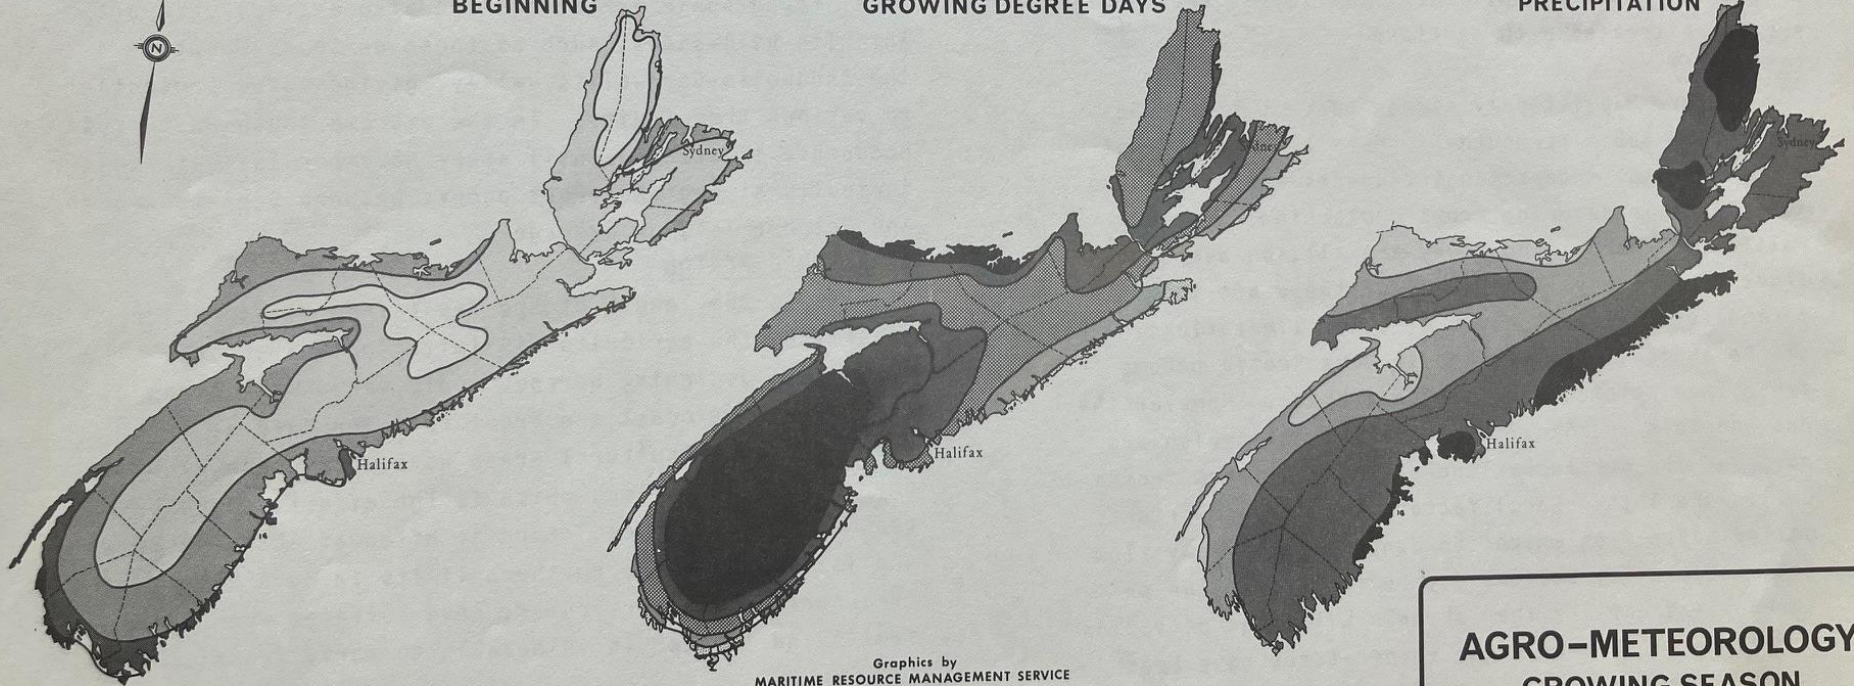 BEGINNING
GROWING DEGREE DAYS
PRECIPITATION
N
Sydney
Sydney
Sydney
Halifax
Halifax
Halifax
Graphics by
MARITIME RESOURCE MANAGEMENT SERVICE
AGRO-METEOROLOGY
GROWING SEASON